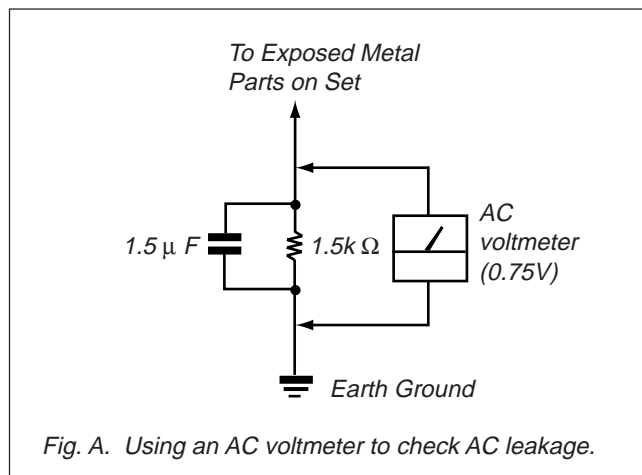 To Exposed Metal
Parts on Set
1.5 μ F
1.5k Ω
AC
voltmeter
(0.75V)
Earth Ground
Fig. A. Using an AC voltmeter to check AC leakage.